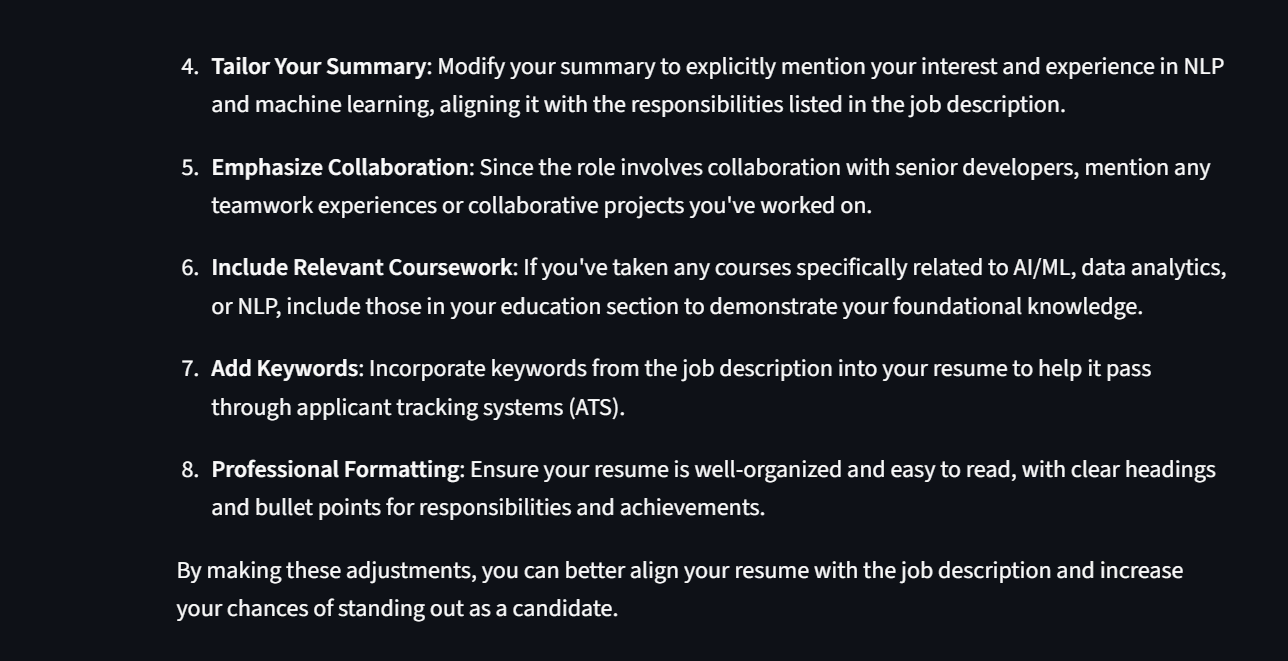 4. Tailor Your Summary: Modify your summary to explicitly mention your interest and experience in NLP
and machine learning, aligning it with the responsibilities listed in the job description.
5. Emphasize Collaboration: Since the role involves collaboration with senior developers, mention any
teamwork experiences or collaborative projects you've worked on.
6. Include Relevant Coursework: If you've taken any courses specifically related to AI/ML, data analytics,
or NLP, include those in your education section to demonstrate your foundational knowledge.
7. Add Keywords: Incorporate keywords from the job description into your resume to help it pass
through applicant tracking systems (ATS).
8. Professional Formatting: Ensure your resume is well-organized and easy to read, with clear headings
and bullet points for responsibilities and achievements.
By making these adjustments, you can better align your resume with the job description and increase
your chances of standing out as a candidate.